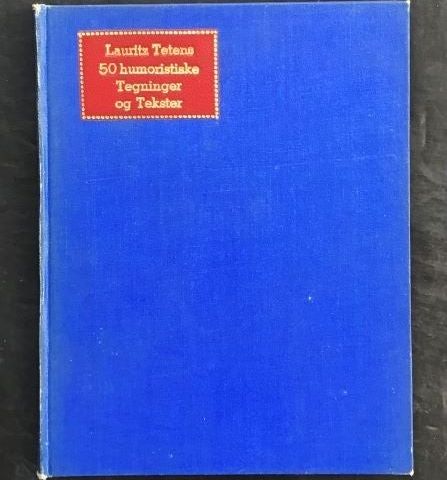 Lauritz Tetens
50 humoristiske
Tegninger
og Tekster